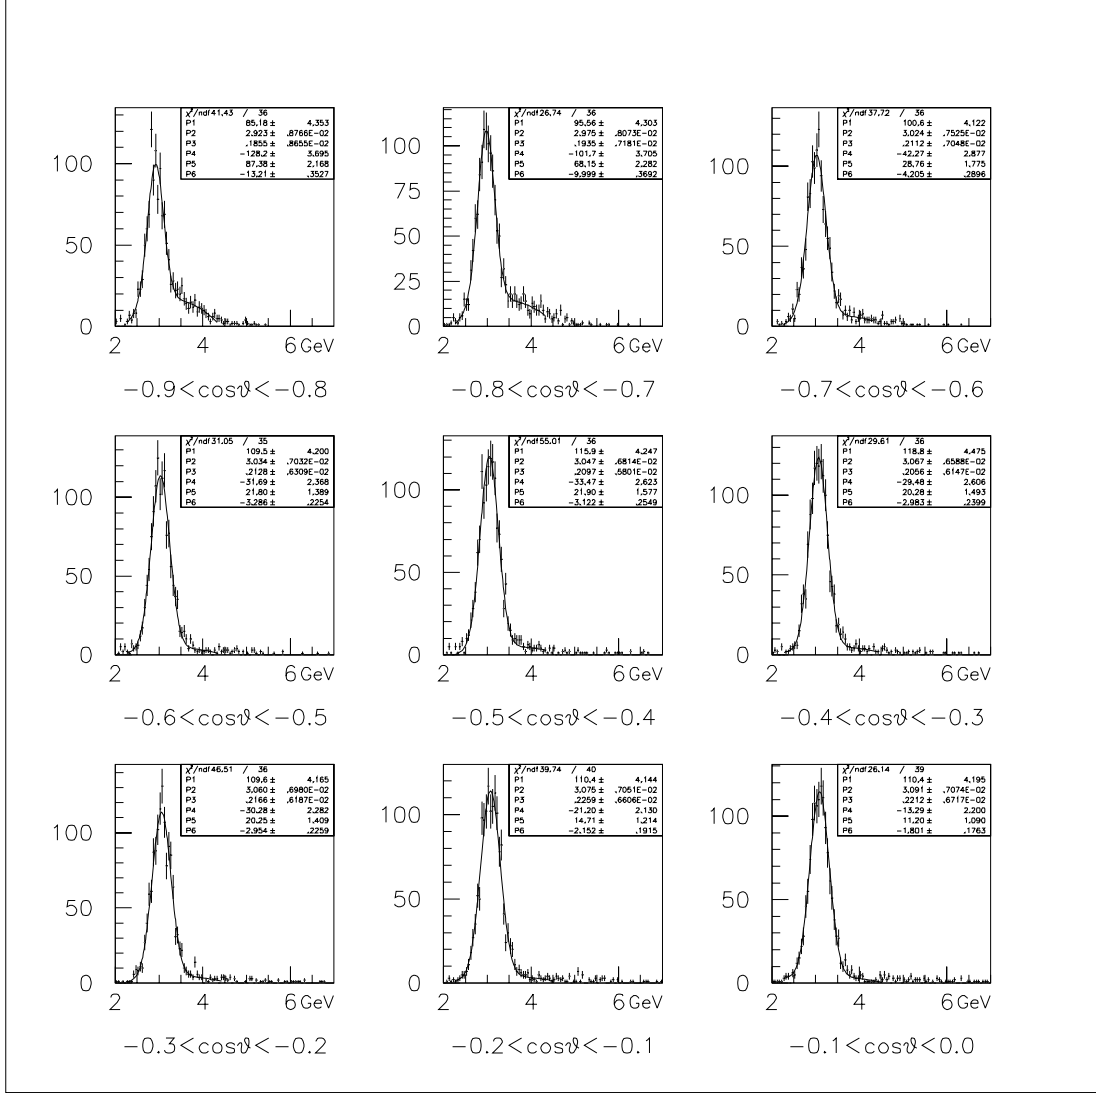 χ²/ndf 41.43 / 36
P1 85.18 ± 4.353
P2 2.923 ± .8766E-02
P3 .1855 ± .8655E-02
P4 -128.2 ± 3.695
P5 87.38 ± 2.168
P6 -13.21 ± .3527
100
50
0
2 4 6 GeV
−0.9<cosϑ<−0.8
χ²/ndf 26.74 / 36
P1 95.56 ± 4.303
P2 2.975 ± .8073E-02
P3 .1935 ± .7181E-02
P4 -101.7 ± 3.705
P5 68.15 ± 2.282
P6 -9.999 ± .3692
100
75
50
25
0
2 4 6 GeV
−0.8<cosϑ<−0.7
χ²/ndf 37.72 / 36
P1 100.6 ± 4.122
P2 3.024 ± .7525E-02
P3 .2112 ± .7048E-02
P4 -42.27 ± 2.877
P5 28.76 ± 1.775
P6 -4.205 ± .2896
100
50
0
2 4 6 GeV
−0.7<cosϑ<−0.6
χ²/ndf 31.05 / 35
P1 109.5 ± 4.200
P2 3.034 ± .7032E-02
P3 .2128 ± .6309E-02
P4 -31.69 ± 2.368
P5 21.80 ± 1.389
P6 -3.286 ± .2254
100
50
0
2 4 6 GeV
−0.6<cosϑ<−0.5
χ²/ndf 55.01 / 36
P1 115.9 ± 4.247
P2 3.047 ± .6814E-02
P3 .2097 ± .5801E-02
P4 -33.47 ± 2.623
P5 21.90 ± 1.577
P6 -3.122 ± .2549
100
50
0
2 4 6 GeV
−0.5<cosϑ<−0.4
χ²/ndf 29.61 / 36
P1 118.8 ± 4.475
P2 3.067 ± .6588E-02
P3 .2056 ± .6147E-02
P4 -29.48 ± 2.606
P5 20.28 ± 1.493
P6 -2.983 ± .2399
100
50
0
2 4 6 GeV
−0.4<cosϑ<−0.3
χ²/ndf 46.51 / 36
P1 109.6 ± 4.165
P2 3.060 ± .6980E-02
P3 .2166 ± .6187E-02
P4 -30.28 ± 2.282
P5 20.25 ± 1.409
P6 -2.954 ± .2259
100
50
0
2 4 6 GeV
−0.3<cosϑ<−0.2
χ²/ndf 39.74 / 40
P1 110.4 ± 4.144
P2 3.075 ± .7051E-02
P3 .2259 ± .6606E-02
P4 -21.20 ± 2.130
P5 14.71 ± 1.214
P6 -2.152 ± .1915
100
50
0
2 4 6 GeV
−0.2<cosϑ<−0.1
χ²/ndf 26.14 / 39
P1 110.4 ± 4.195
P2 3.091 ± .7074E-02
P3 .2212 ± .6717E-02
P4 -13.29 ± 2.200
P5 11.20 ± 1.090
P6 -1.801 ± .1763
100
50
0
2 4 6 GeV
−0.1<cosϑ<0.0